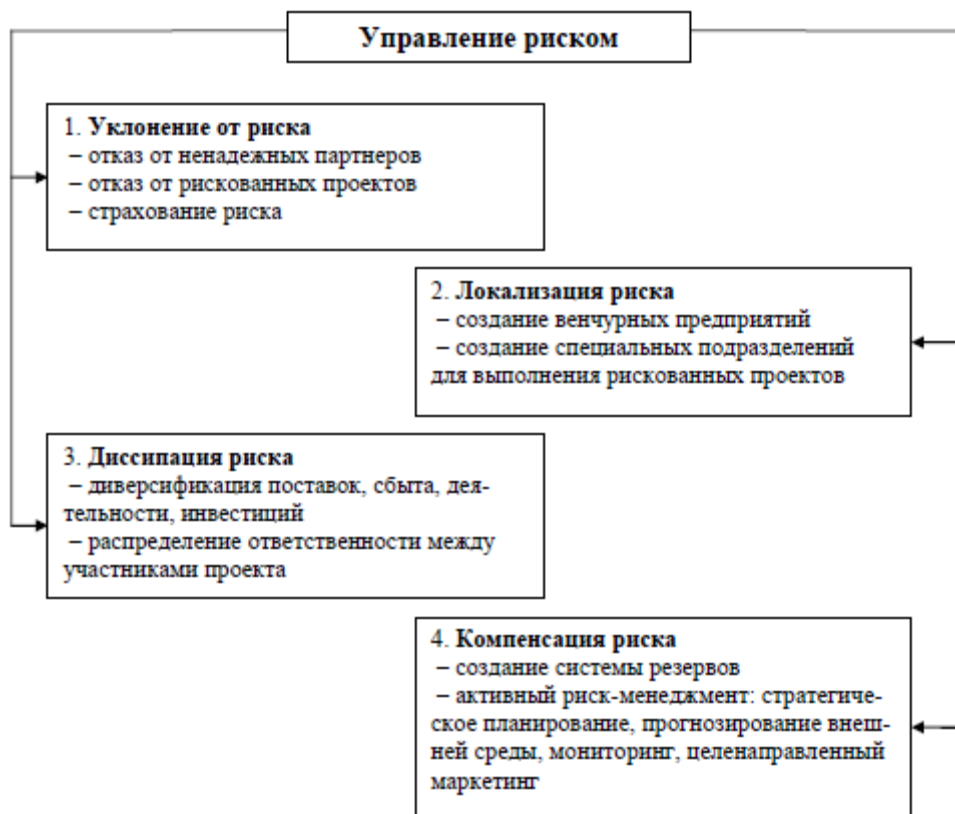 Управление риском
1. Уклонение от риска
– отказ от ненадежных партнеров
– отказ от рискованных проектов
– страхование риска
2. Локализация риска
– создание венчурных предприятий
– создание специальных подразделений
для выполнения рискованных проектов
3. Диссипация риска
– диверсификация поставок, сбыта, дея-
тельности, инвестиций
– распределение ответственности между
участниками проекта
4. Компенсация риска
– создание системы резервов
– активный риск-менеджмент: стратегиче-
ское планирование, прогнозирование внеш-
ней среды, мониторинг, целенаправленный
маркетинг